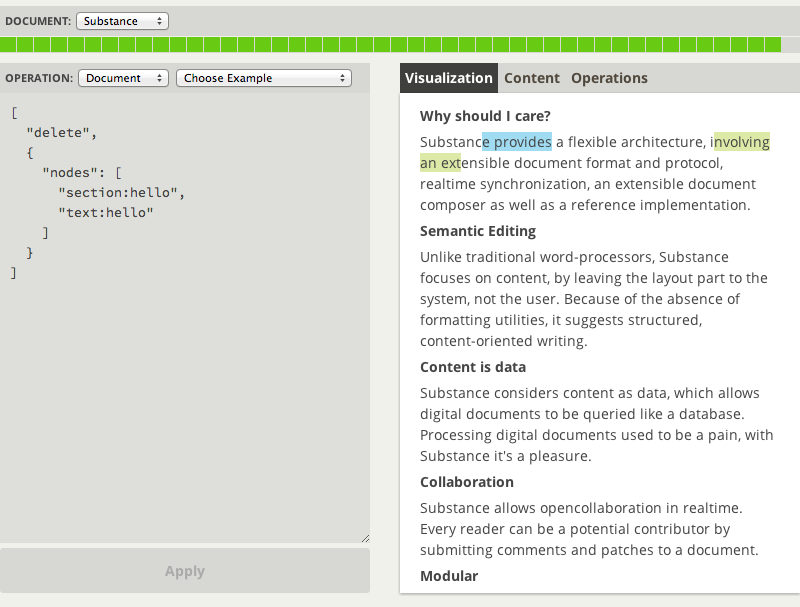 DOCUMENT: Substance
OPERATION: Document Choose Example
[
"delete",
{
"nodes": [
"section:hello",
"text:hello"
]
}
]
Apply
Visualization Content Operations
Why should I care?
Substance provides a flexible architecture, involving
an extensible document format and protocol,
realtime synchronization, an extensible document
composer as well as a reference implementation.
Semantic Editing
Unlike traditional word-processors, Substance
focuses on content, by leaving the layout part to the
system, not the user. Because of the absence of
formatting utilities, it suggests structured,
content-oriented writing.
Content is data
Substance considers content as data, which allows
digital documents to be queried like a database.
Processing digital documents used to be a pain, with
Substance it's a pleasure.
Collaboration
Substance allows opencollaboration in realtime.
Every reader can be a potential contributor by
submitting comments and patches to a document.
Modular